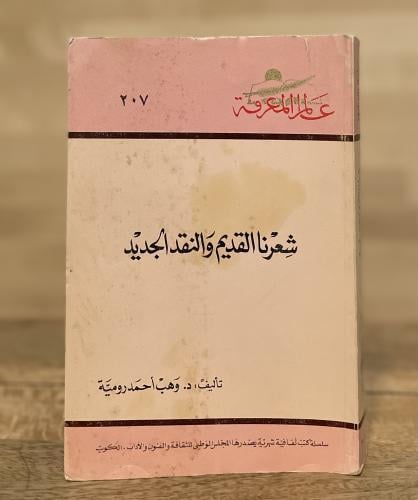 عالم المعرفة
٢٠٧
شعرنا القديم والنقد الجديد
تأليف: د. وهب أحمد رومية
سلسلة كتب ثقافية شهرية يصدرها المجلس الوطني للثقافة والفنون والآداب - الكويت